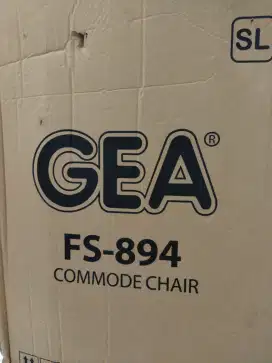 SL
GEA®
FS-894
COMMODE CHAIR